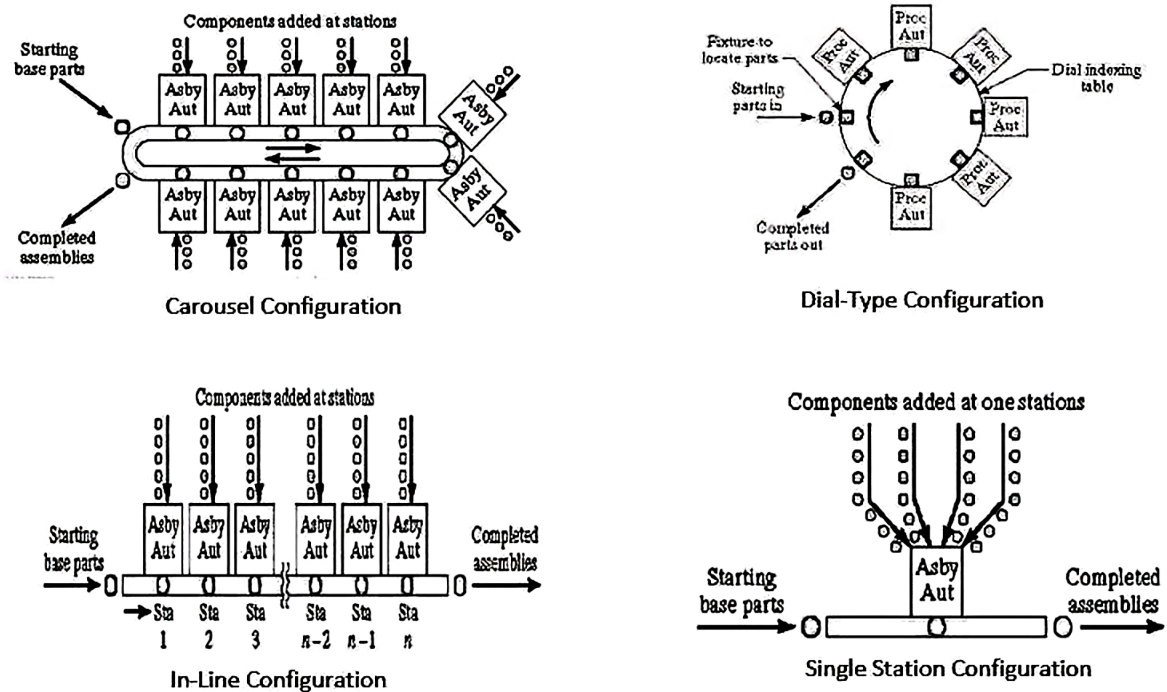 Components added at stations
Starting
base parts
Asby
Aut
Asby
Aut
Asby
Aut
Asby
Aut
Asby
Aut
Asby
Aut
Asby
Aut
Asby
Aut
Asby
Aut
Asby
Aut
Asby
Aut
Asby
Aut
Completed
assemblies
Carousel Configuration
Proc
Aut
Proc
Aut
Proc
Aut
Fixture to
locate parts
Dial indexing
table
Starting
parts in
Proc
Aut
Proc
Aut
Proc
Aut
Completed
parts out
Dial-Type Configuration
Components added at stations
Asby
Aut
Asby
Aut
Asby
Aut
Asby
Aut
Asby
Aut
Asby
Aut
Starting
base parts
Completed
assemblies
Sta
1
Sta
2
Sta
3
Sta
n-2
Sta
n-1
Sta
n
In-Line Configuration
Components added at one stations
Asby
Aut
Starting
base parts
Completed
assemblies
Single Station Configuration